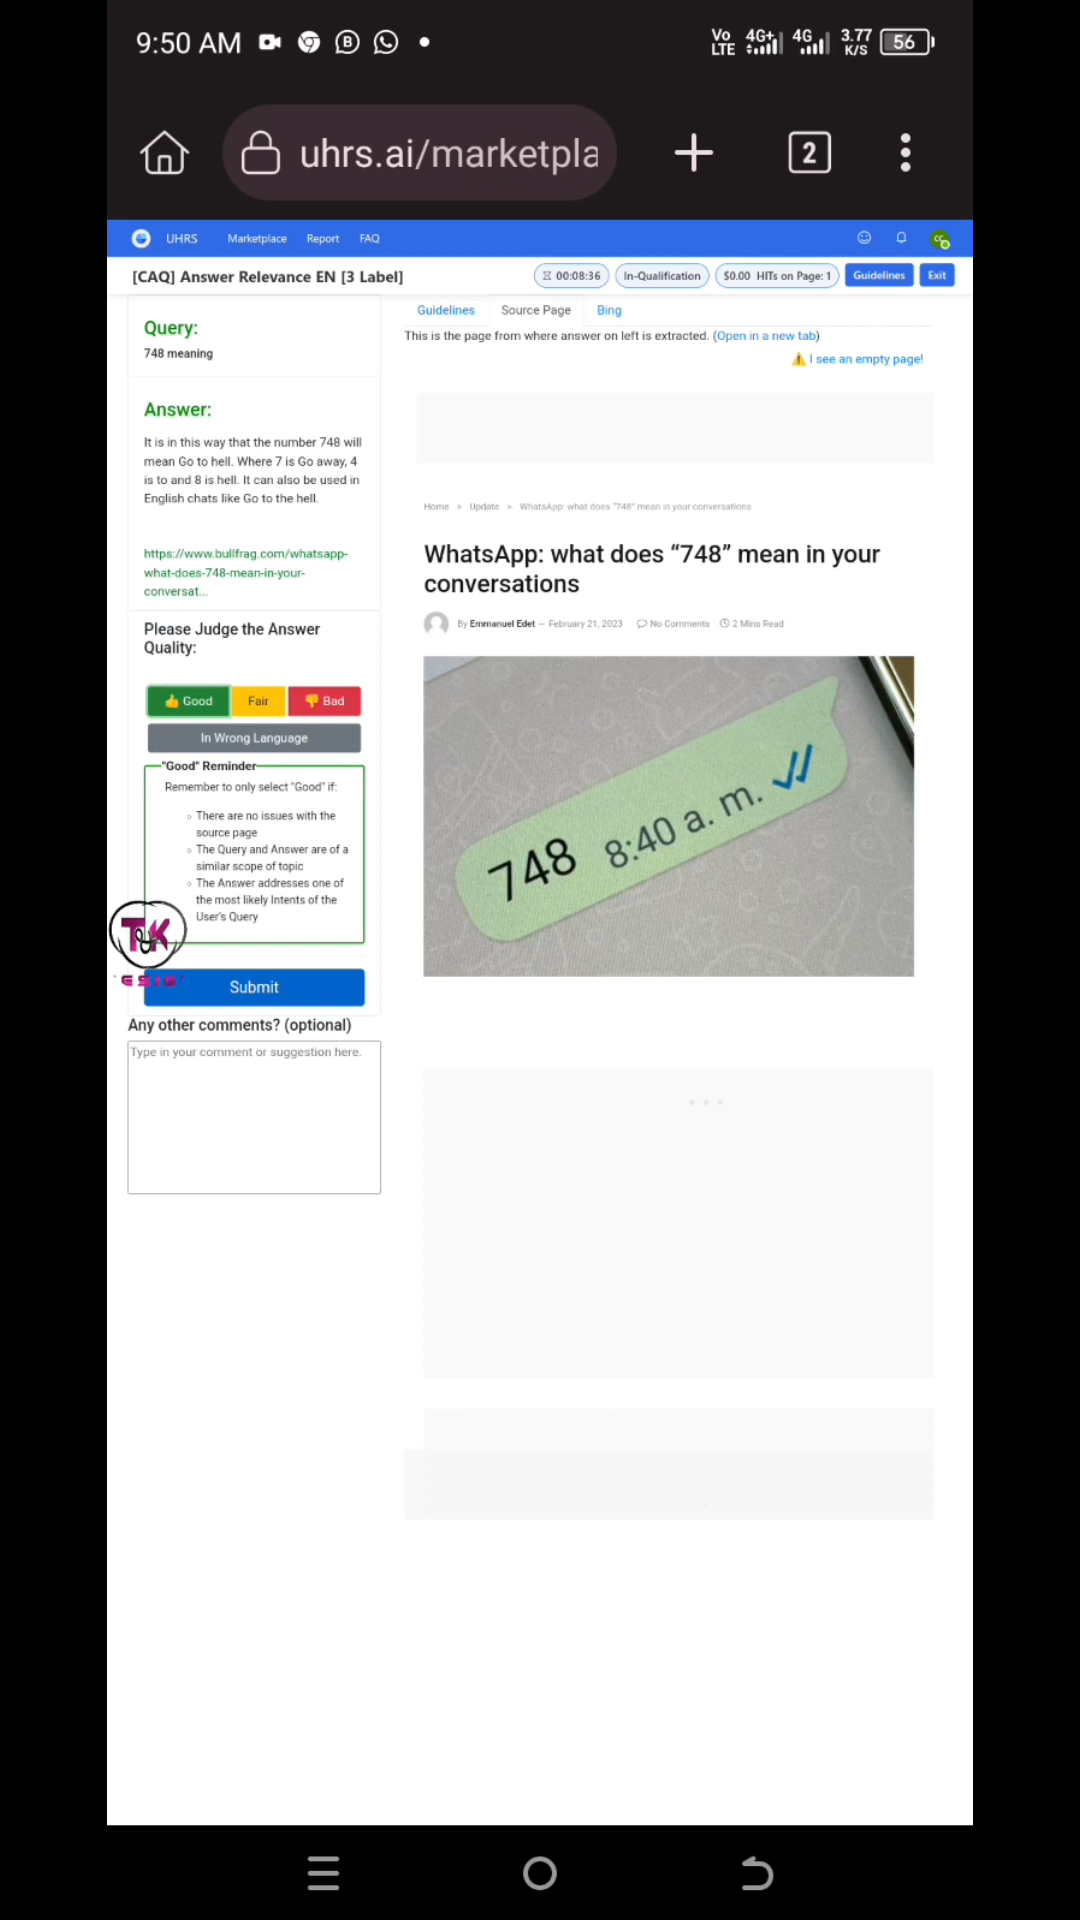 9:50 AM
Vo LTE 4G+ 4G 3.77 K/S 56
uhrs.ai/marketpla
2
UHRS Marketplace Report FAQ
CC
[CAQ] Answer Relevance EN [3 Label] 00:08:36 In-Qualification $0.00 HITs on Page: 1 Guidelines Exit
Query:
748 meaning
Answer:
It is in this way that the number 748 will
mean Go to hell. Where 7 is Go away, 4
is to and 8 is hell. It can also be used in
English chats like Go to the hell.
https://www.bullfrag.com/whatsapp-
what-does-748-mean-in-your-
conversat...
Please Judge the Answer
Quality:
Good Fair Bad
In Wrong Language
"Good" Reminder
Remember to only select "Good" if:
There are no issues with the
source page
The Query and Answer are of a
similar scope of topic
The Answer addresses one of
the most likely Intents of the
User's Query
Submit
Any other comments? (optional)
Type in your comment or suggestion here.
Guidelines Source Page Bing
This is the page from where answer on left is extracted. (Open in a new tab)
I see an empty page!
Home » Update » WhatsApp: what does "748" mean in your conversations
WhatsApp: what does “748” mean in your
conversations
By Emmanuel Edet — February 21, 2023 No Comments 2 Mins Read
748 8:40 a. m.